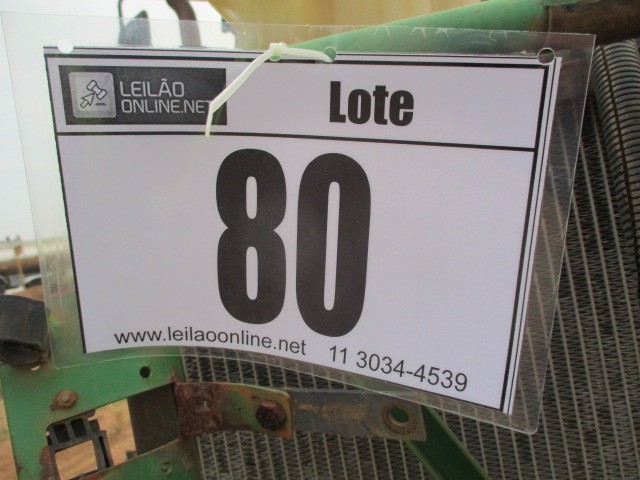 LEILÃO
ONLINE.NET
Lote
80
www.leilaoonline.net 11 3034-4539